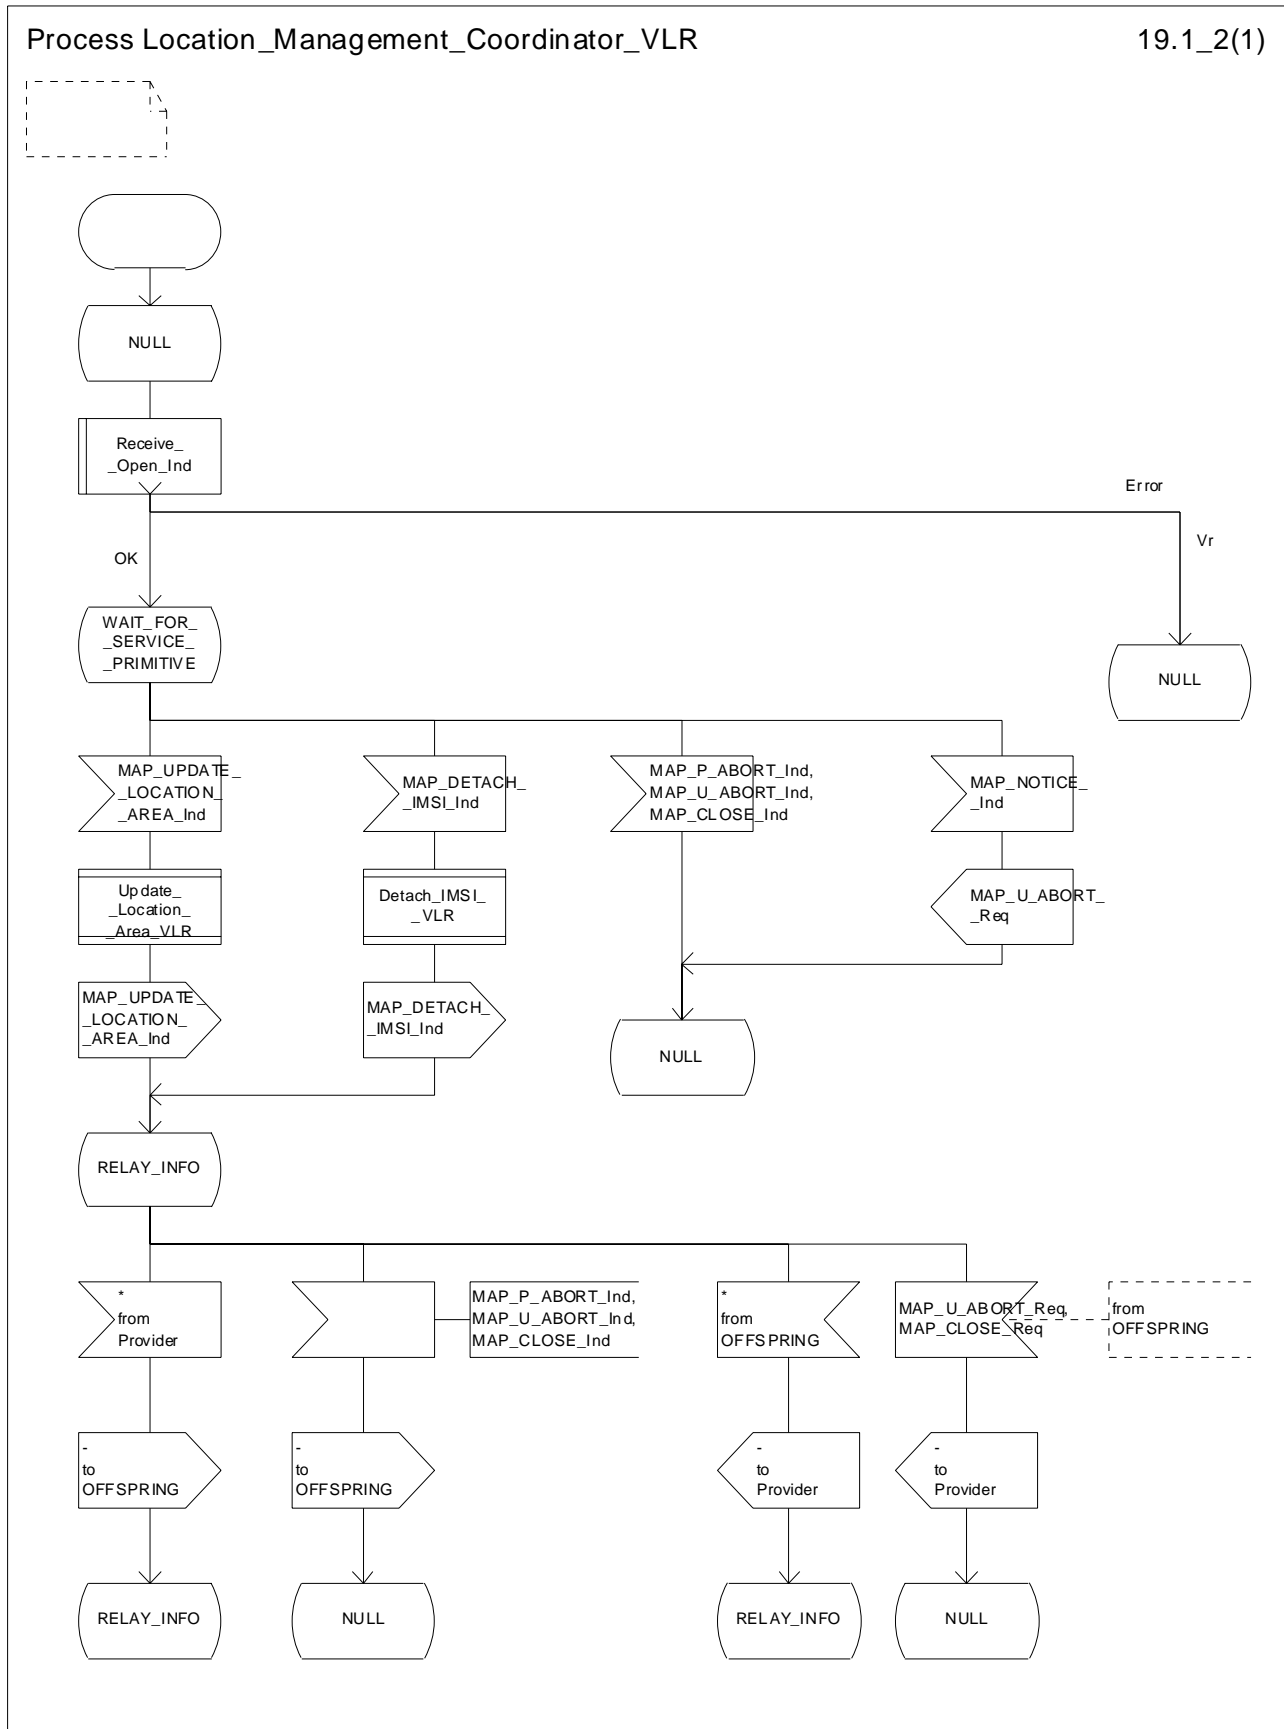 Process Location_Management_Coordinator_VLR
19.1_2(1)
NULL
Receive_
_Open_Ind
Error
Vr
OK
WAIT_FOR_
_SERVICE_
_PRIMITIVE
NULL
MAP_UPDATE_
_LOCATION_
_AREA_Ind
MAP_DETACH_
_IMSI_Ind
MAP_P_ABORT_Ind,
MAP_U_ABORT_Ind,
MAP_CLOSE_Ind
MAP_NOTICE_
_Ind
Update_
_Location_
_Area_VLR
Detach_IMSI_
_VLR
MAP_U_ABORT_
_Req
MAP_UPDATE_
_LOCATION_
_AREA_Ind
MAP_DETACH_
_IMSI_Ind
NULL
RELAY_INFO
*
from
Provider
MAP_P_ABORT_Ind,
MAP_U_ABORT_Ind,
MAP_CLOSE_Ind
*
from
OFFSPRING
MAP_U_ABORT_Req,
MAP_CLOSE_Req
from
OFFSPRING
-
to
OFFSPRING
-
to
OFFSPRING
-
to
Provider
-
to
Provider
RELAY_INFO
NULL
RELAY_INFO
NULL